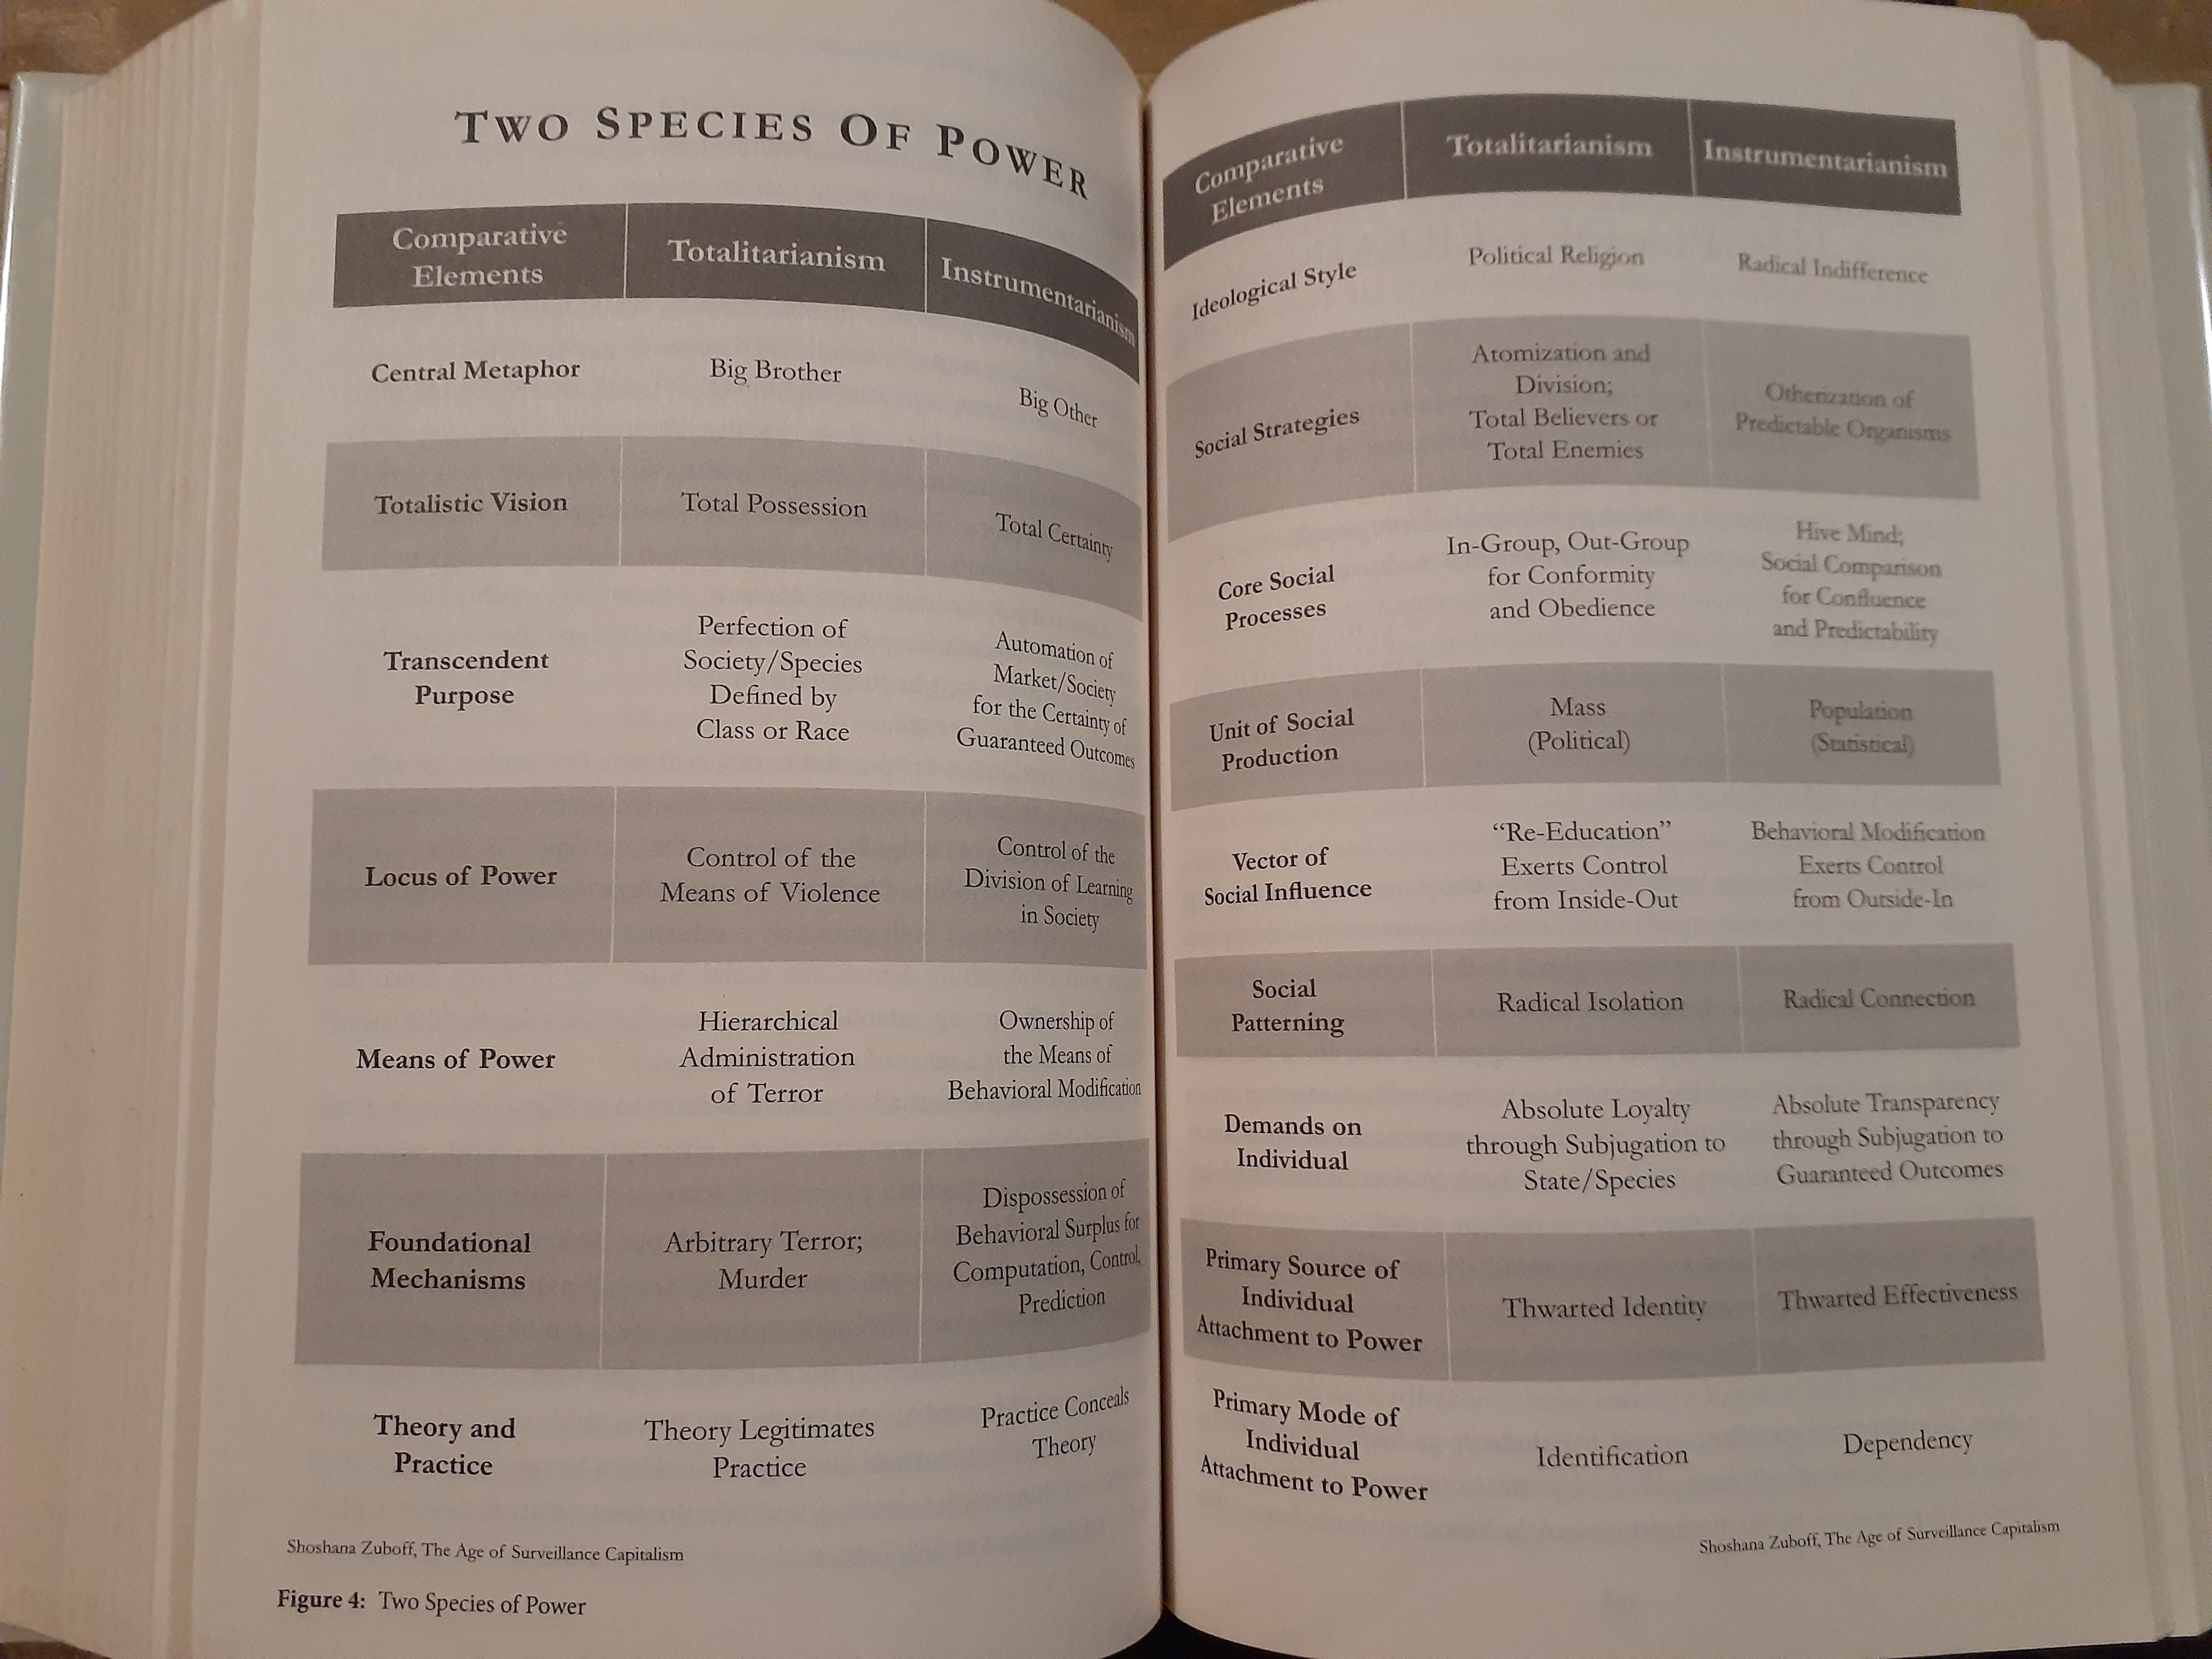 TWO SPECIES OF POWER
Comparative
Elements
Totalitarianism
Instrumentarianism
Central Metaphor
Big Brother
Big Other
Totalistic Vision
Total Possession
Total Certainty
Transcendent
Purpose
Perfection of
Society/Species
Defined by
Class or Race
Automation of
Market/Society
for the Certainty of
Guaranteed Outcomes
Locus of Power
Control of the
Means of Violence
Control of the
Division of Learning
in Society
Means of Power
Hierarchical
Administration
of Terror
Ownership of
the Means of
Behavioral Modification
Foundational
Mechanisms
Arbitrary Terror;
Murder
Dispossession of
Behavioral Surplus for
Computation, Control,
Prediction
Theory and
Practice
Theory Legitimates
Practice
Practice Conceals
Theory
Shoshana Zuboff, The Age of Surveillance Capitalism
Figure 4: Two Species of Power
Comparative
Elements
Totalitarianism
Instrumentarianism
Ideological Style
Political Religion
Radical Indifference
Social Strategies
Atomization and
Division;
Total Believers or
Total Enemies
Otherization of
Predictable Organisms
Core Social
Processes
In-Group, Out-Group
for Conformity
and Obedience
Hive Mind;
Social Comparison
for Confluence
and Predictability
Unit of Social
Production
Mass
(Political)
Population
(Statistical)
Vector of
Social Influence
“Re-Education”
Exerts Control
from Inside-Out
Behavioral Modification
Exerts Control
from Outside-In
Social
Patterning
Radical Isolation
Radical Connection
Demands on
Individual
Absolute Loyalty
through Subjugation to
State/Species
Absolute Transparency
through Subjugation to
Guaranteed Outcomes
Primary Source of
Individual
Attachment to Power
Thwarted Identity
Thwarted Effectiveness
Primary Mode of
Individual
Attachment to Power
Identification
Dependency
Shoshana Zuboff, The Age of Surveillance Capitalism